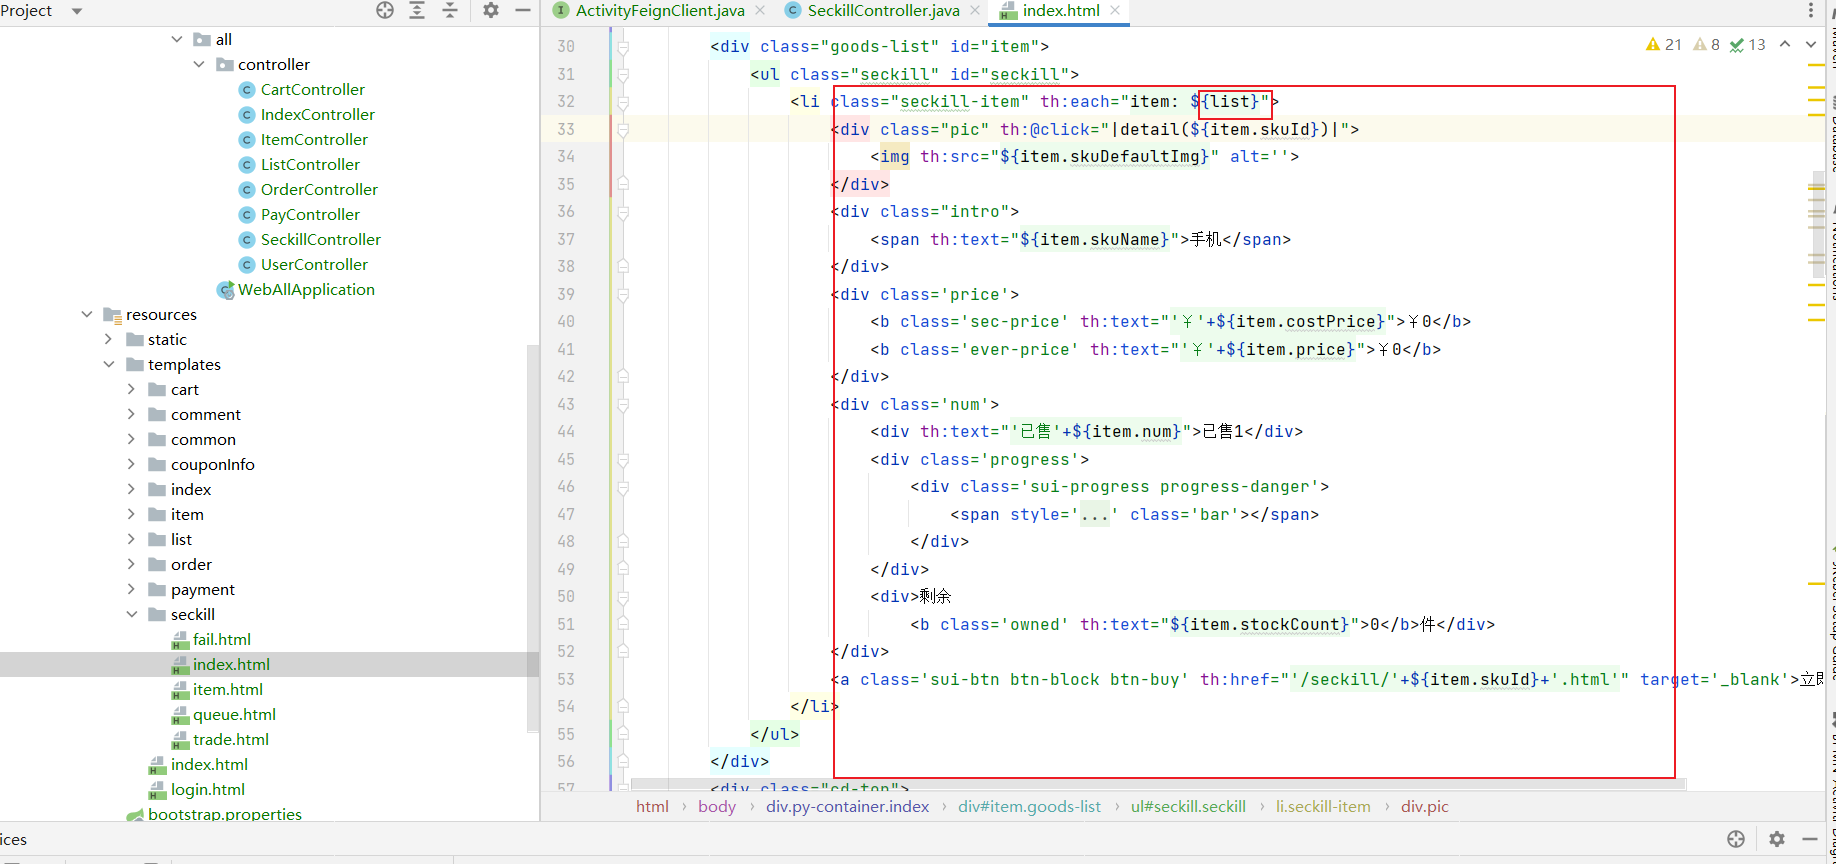 Project
ActivityFeignClient.java
SeckillController.java
index.html
all
controller
CartController
IndexController
ItemController
ListController
OrderController
PayController
SeckillController
UserController
WebAllApplication
resources
static
templates
cart
comment
common
couponInfo
index
item
list
order
payment
seckill
fail.html
index.html
item.html
queue.html
trade.html
index.html
login.html
bootstrap.properties
21 8 13
30 <div class="goods-list" id="item">
31 <ul class="seckill" id="seckill">
32 <li class="seckill-item" th:each="item: ${list}">
33 <div class="pic" th:@click="|detail(${item.skuId})|">
34 <img th:src="${item.skuDefaultImg}" alt=''>
35 </div>
36 <div class="intro">
37 <span th:text="${item.skuName}">手机</span>
38 </div>
39 <div class='price'>
40 <b class='sec-price' th:text="'￥'+${item.costPrice}">￥0</b>
41 <b class='ever-price' th:text="'￥'+${item.price}">￥0</b>
42 </div>
43 <div class='num'>
44 <div th:text="'已售'+${item.num}">已售1</div>
45 <div class='progress'>
46 <div class='sui-progress progress-danger'>
47 <span style='...' class='bar'></span>
48 </div>
49 </div>
50 <div>剩余
51 <b class='owned' th:text="${item.stockCount}">0</b>件</div>
52 </div>
53 <a class='sui-btn btn-block btn-buy' th:href="'/seckill/'+${item.skuId}+'.html'" target='_blank'>立即
54 </li>
55 </ul>
56 </div>
57 <div class="cd-top">
html › body › div.py-container.index › div#item.goods-list › ul#seckill.seckill › li.seckill-item › div.pic
ices